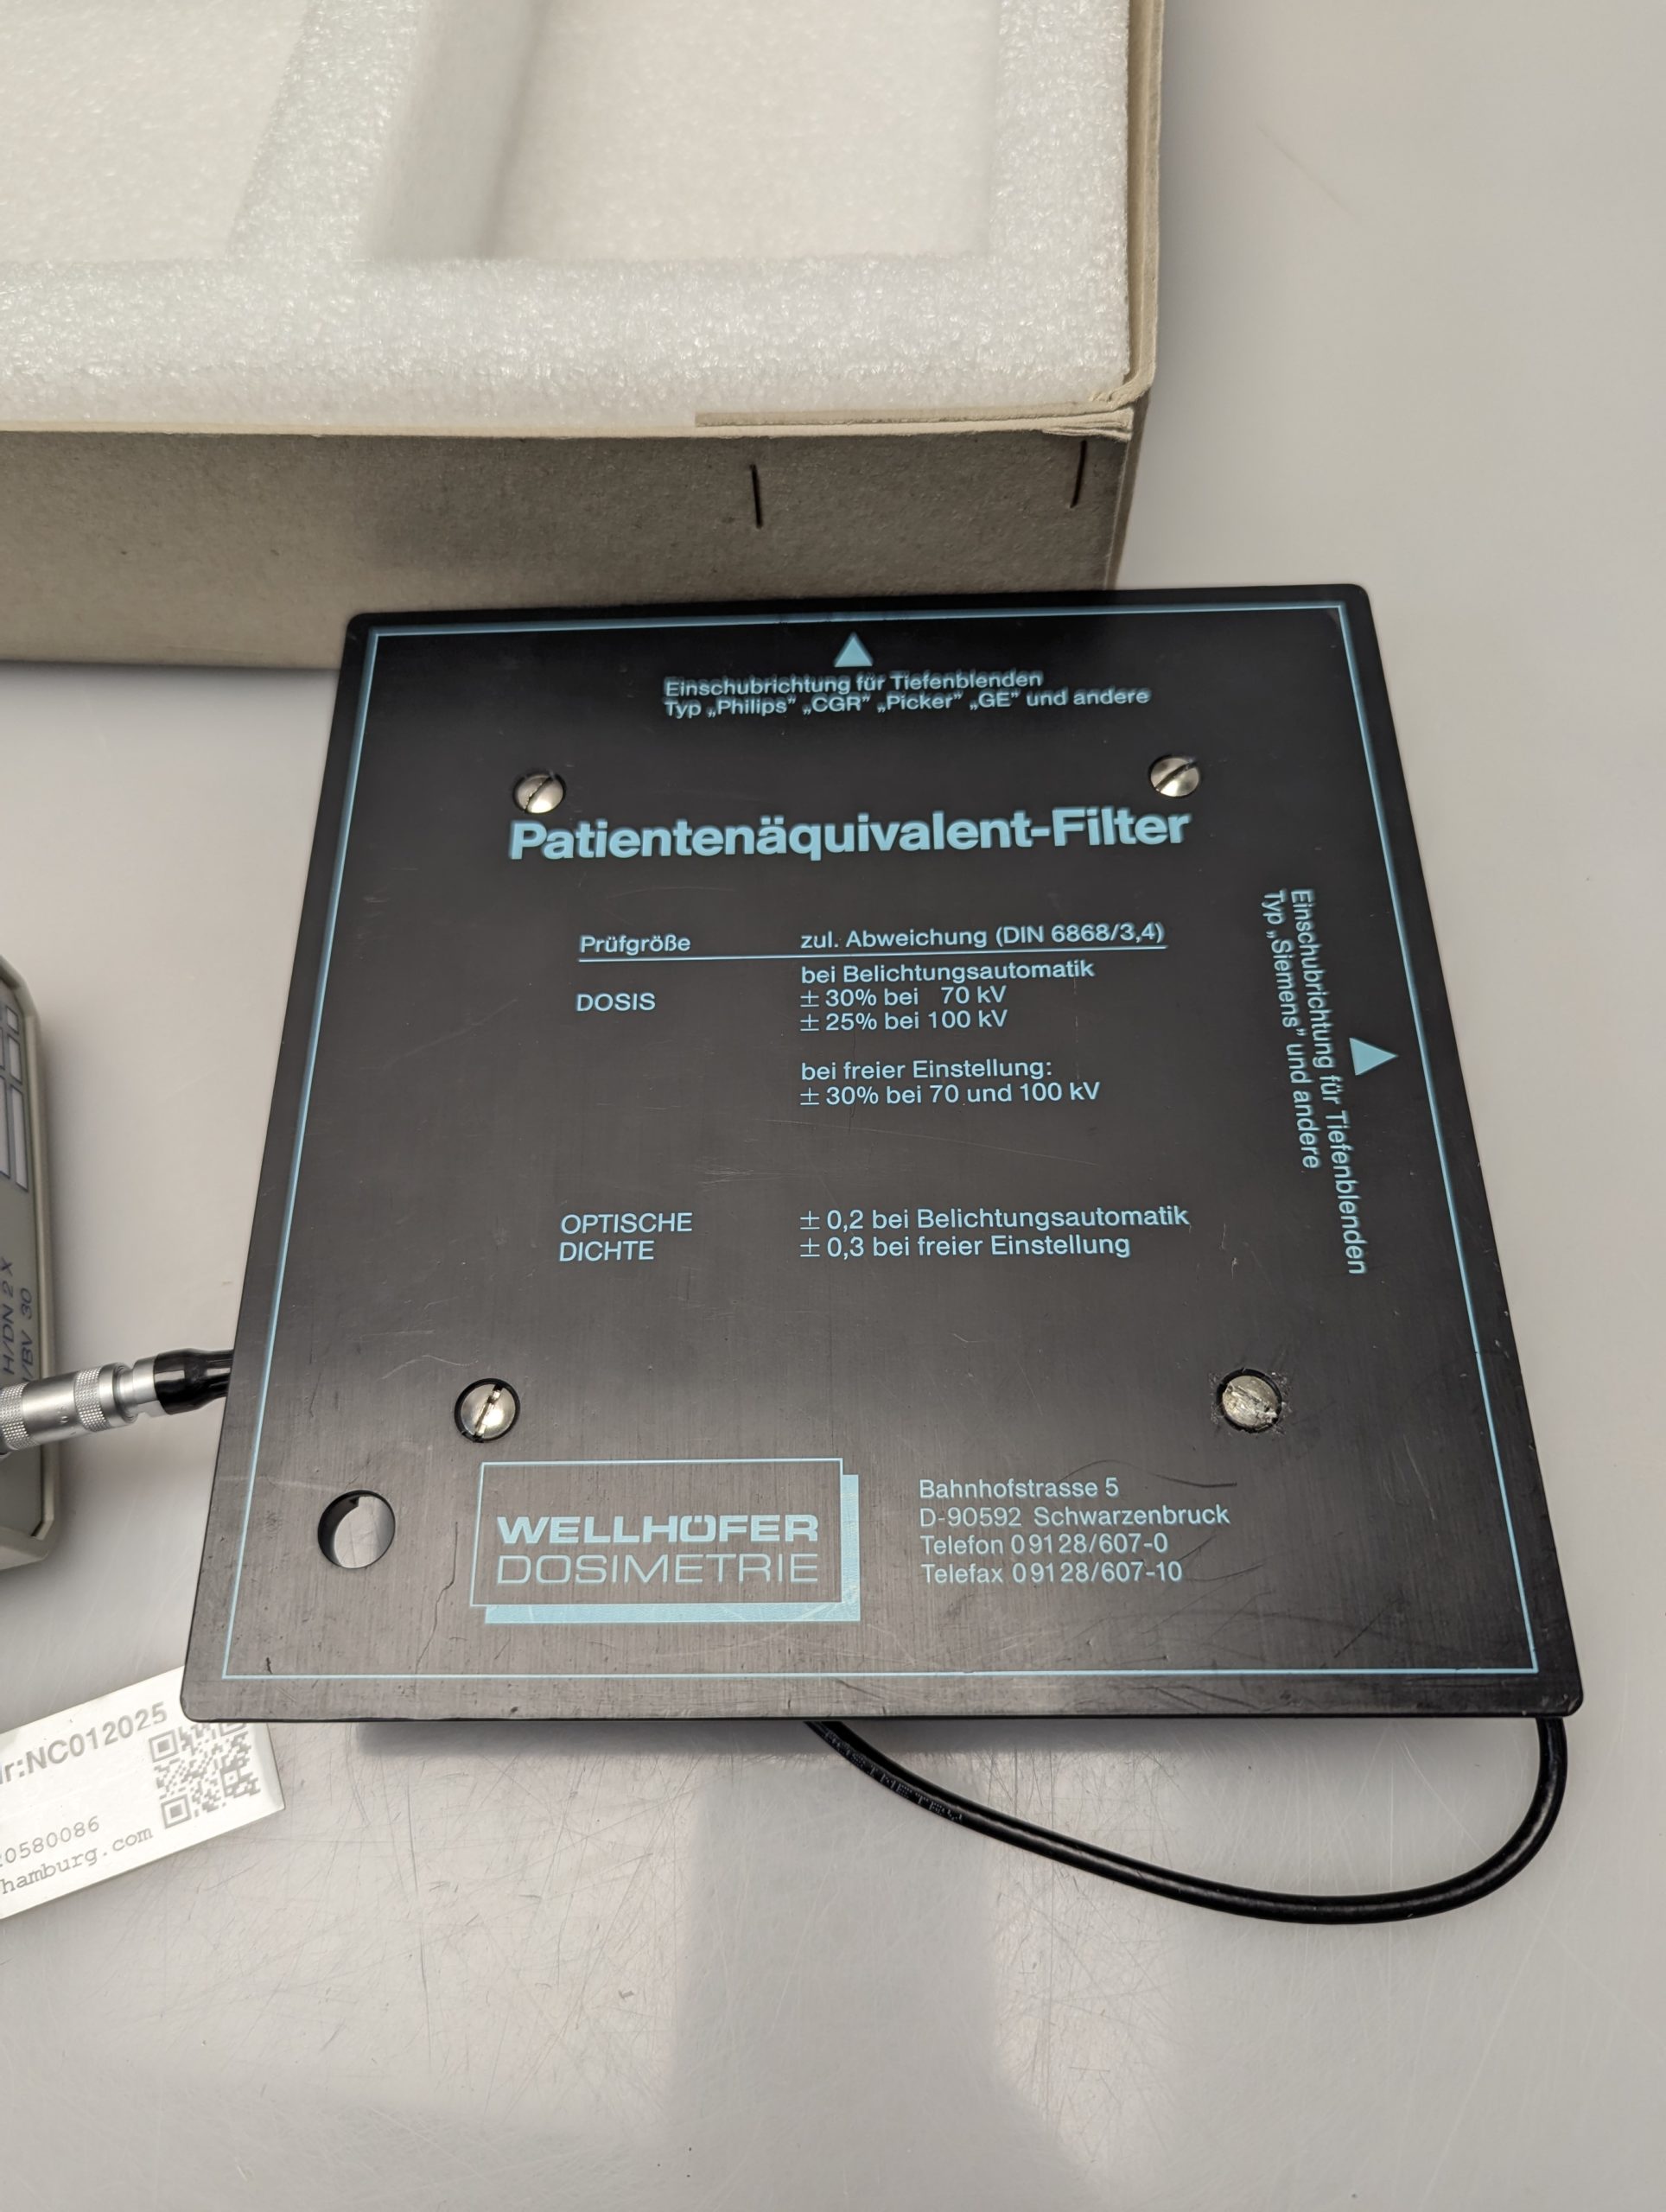 Einschubrichtung für Tiefenblenden
Typ „Philips” „CGR” „Picker” „GE” und andere
Patientenäquivalent-Filter
Prüfgröße zul. Abweichung (DIN 6868/3,4)
bei Belichtungsautomatik
DOSIS ± 30% bei 70 kV
± 25% bei 100 kV
bei freier Einstellung:
± 30% bei 70 und 100 kV
OPTISCHE ± 0,2 bei Belichtungsautomatik
DICHTE ± 0,3 bei freier Einstellung
Einschubrichtung für Tiefenblenden
Typ „Siemens” und andere
WELLHÖFER
DOSIMETRIE
Bahnhofstrasse 5
D-90592 Schwarzenbruck
Telefon 09128/607-0
Telefax 09128/607-10
r:NC012025
0580086
hamburg.com